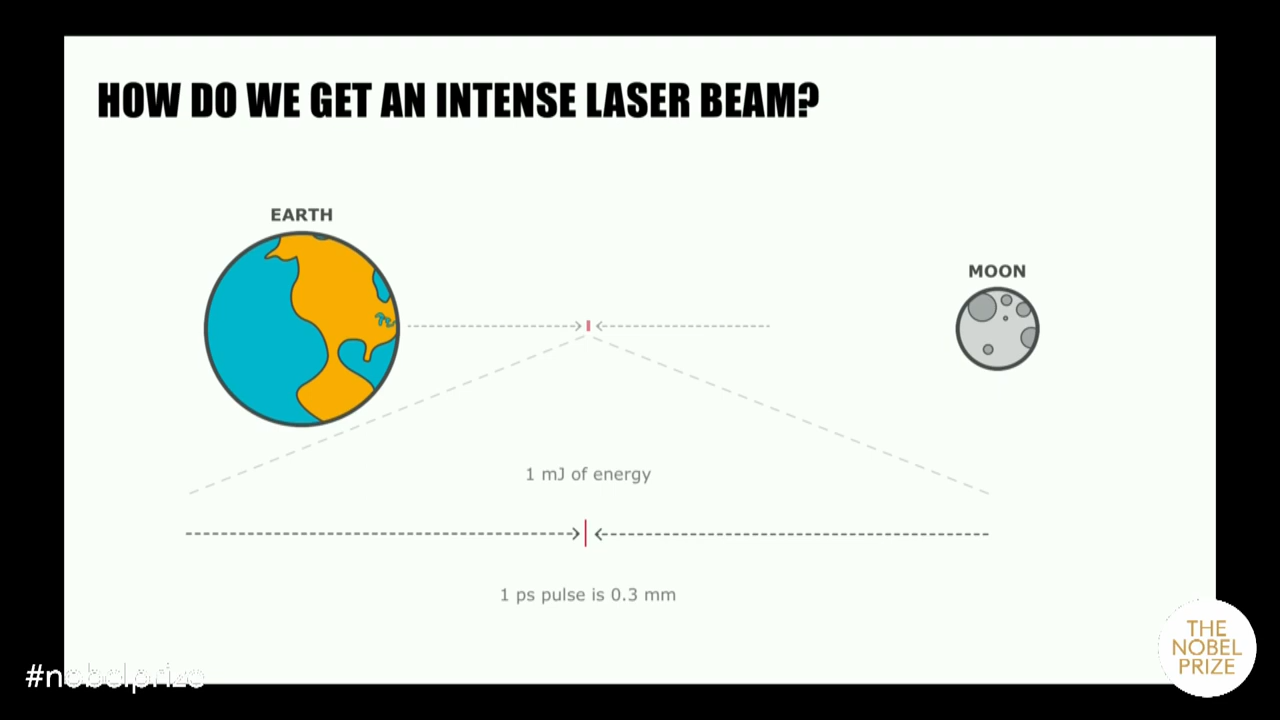 HOW DO WE GET AN INTENSE LASER BEAM?
EARTH
MOON
1 mJ of energy
1 ps pulse is 0.3 mm
#nobelprize
THE
NOBEL
PRIZE